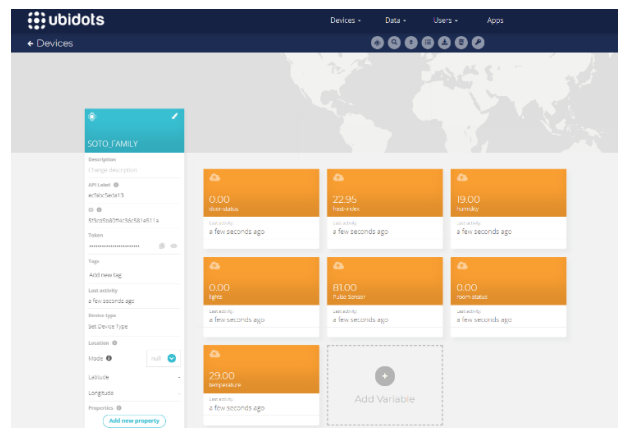 ubidots
Devices
Data
Users
Apps
← Devices
SOTO_FAMILY
Description
Change description
API Label
ID
Token
Tags
Add new tag
Last activity
a few seconds ago
Device type
Set Device Type
Location
Mode
null
Latitude
-
Longitude
-
Properties
Add new property
0.00
door-status
Last activity
a few seconds ago
22.95
heat-index
Last activity
a few seconds ago
19.00
humidity
Last activity
a few seconds ago
0.00
lights
Last activity
a few seconds ago
81.00
Pulse Sensor
Last activity
a few seconds ago
0.00
room status
Last activity
a few seconds ago
29.00
temperature
Last activity
a few seconds ago
Add Variable